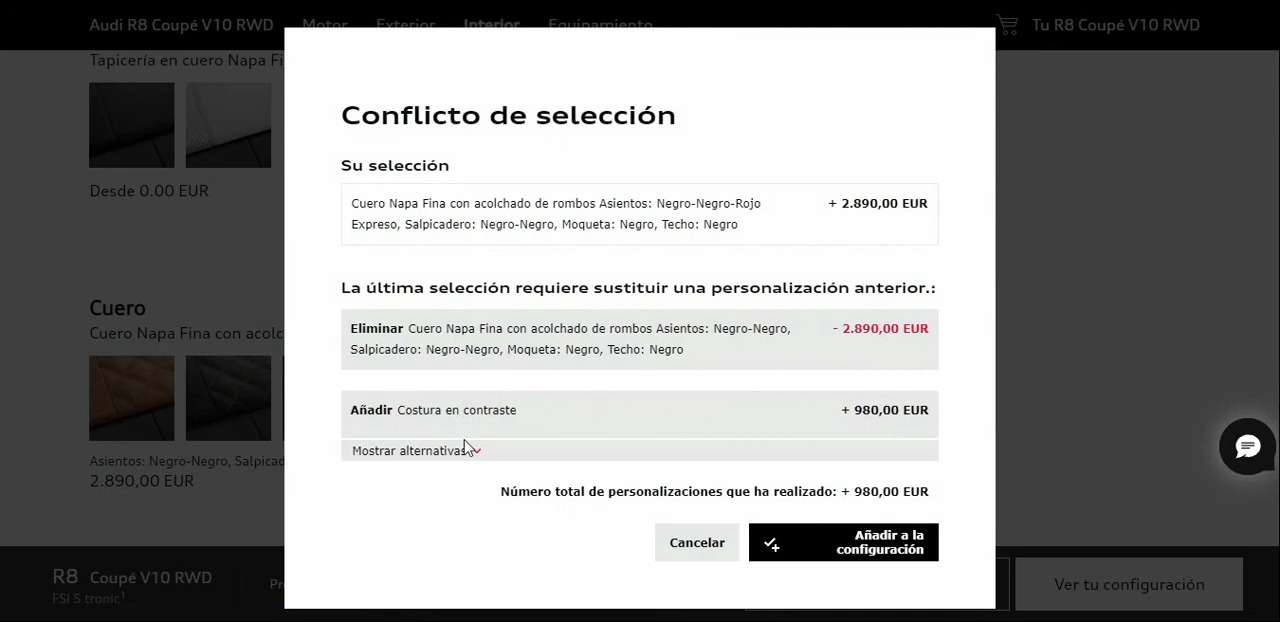 Audi R8 Coupé V10 RWD Motor Exterior Interior Equipamiento Tu R8 Coupé V10 RWD
Tapicería en cuero Napa Fi
Desde 0.00 EUR
Cuero
Cuero Napa Fina con acolc
Asientos: Negro-Negro, Salpicad
2.890,00 EUR
Conflicto de selección
Su selección
Cuero Napa Fina con acolchado de rombos Asientos: Negro-Negro-Rojo + 2.890,00 EUR
Expreso, Salpicadero: Negro-Negro, Moqueta: Negro, Techo: Negro
La última selección requiere sustituir una personalización anterior.:
Eliminar Cuero Napa Fina con acolchado de rombos Asientos: Negro-Negro, - 2.890,00 EUR
Salpicadero: Negro-Negro, Moqueta: Negro, Techo: Negro
Añadir Costura en contraste + 980,00 EUR
Mostrar alternativas
Número total de personalizaciones que ha realizado: + 980,00 EUR
Cancelar
Añadir a la
configuración
R8 Coupé V10 RWD
FSI S tronic¹
Pr
Ver tu configuración